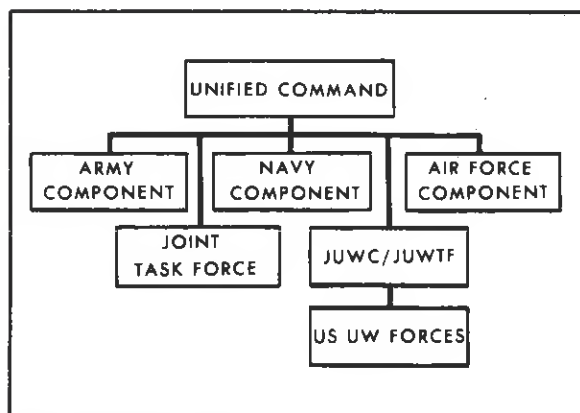 UNIFIED COMMAND
ARMY
COMPONENT
NAVY
COMPONENT
AIR FORCE
COMPONENT
JOINT
TASK FORCE
JUWC/JUWTF
US UW FORCES